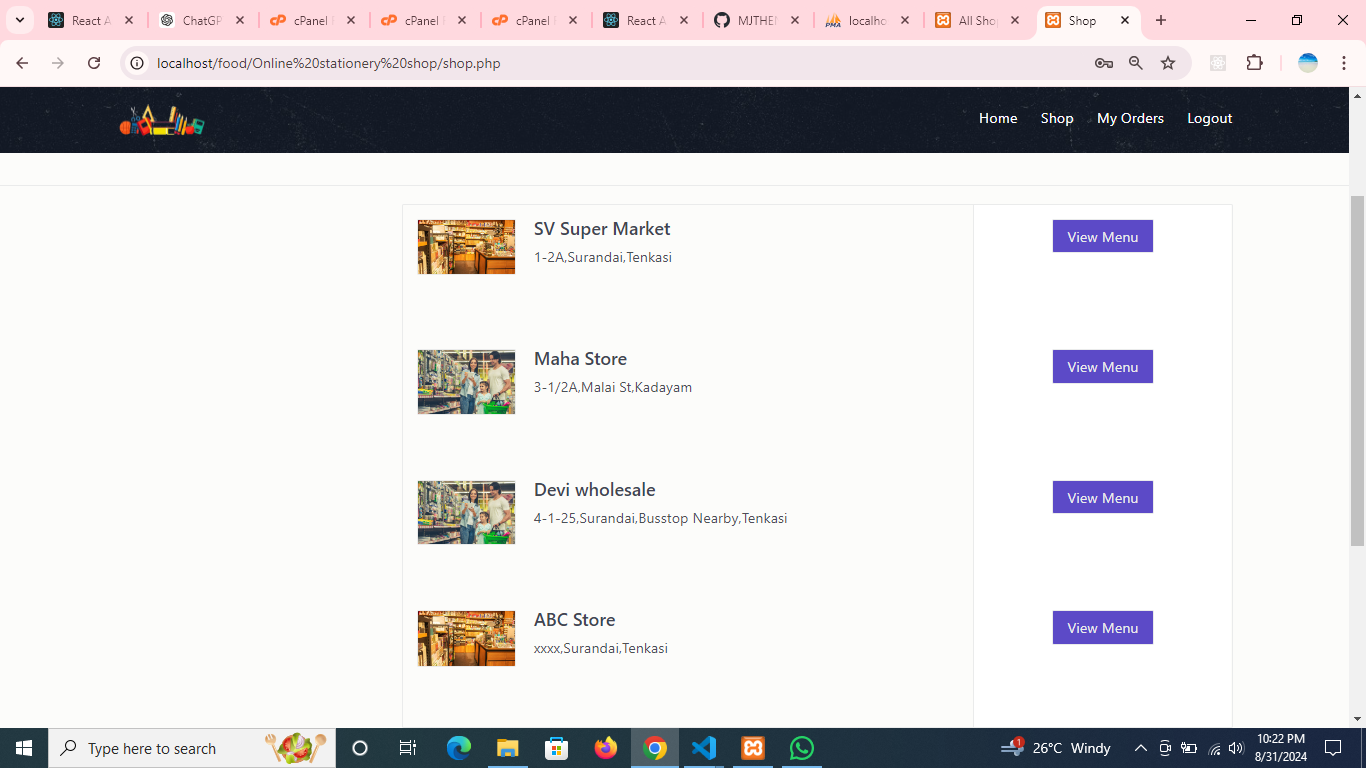 React A
ChatGP
cPanel
cPanel
cPanel
React A
MJTHEM
localho
All Shop
Shop
localhost/food/Online%20stationery%20shop/shop.php
Home Shop My Orders Logout
SV Super Market
1-2A,Surandai,Tenkasi
View Menu
Maha Store
3-1/2A,Malai St,Kadayam
View Menu
Devi wholesale
4-1-25,Surandai,Busstop Nearby,Tenkasi
View Menu
ABC Store
xxxx,Surandai,Tenkasi
View Menu
Type here to search
1
26°C Windy
10:22 PM
8/31/2024